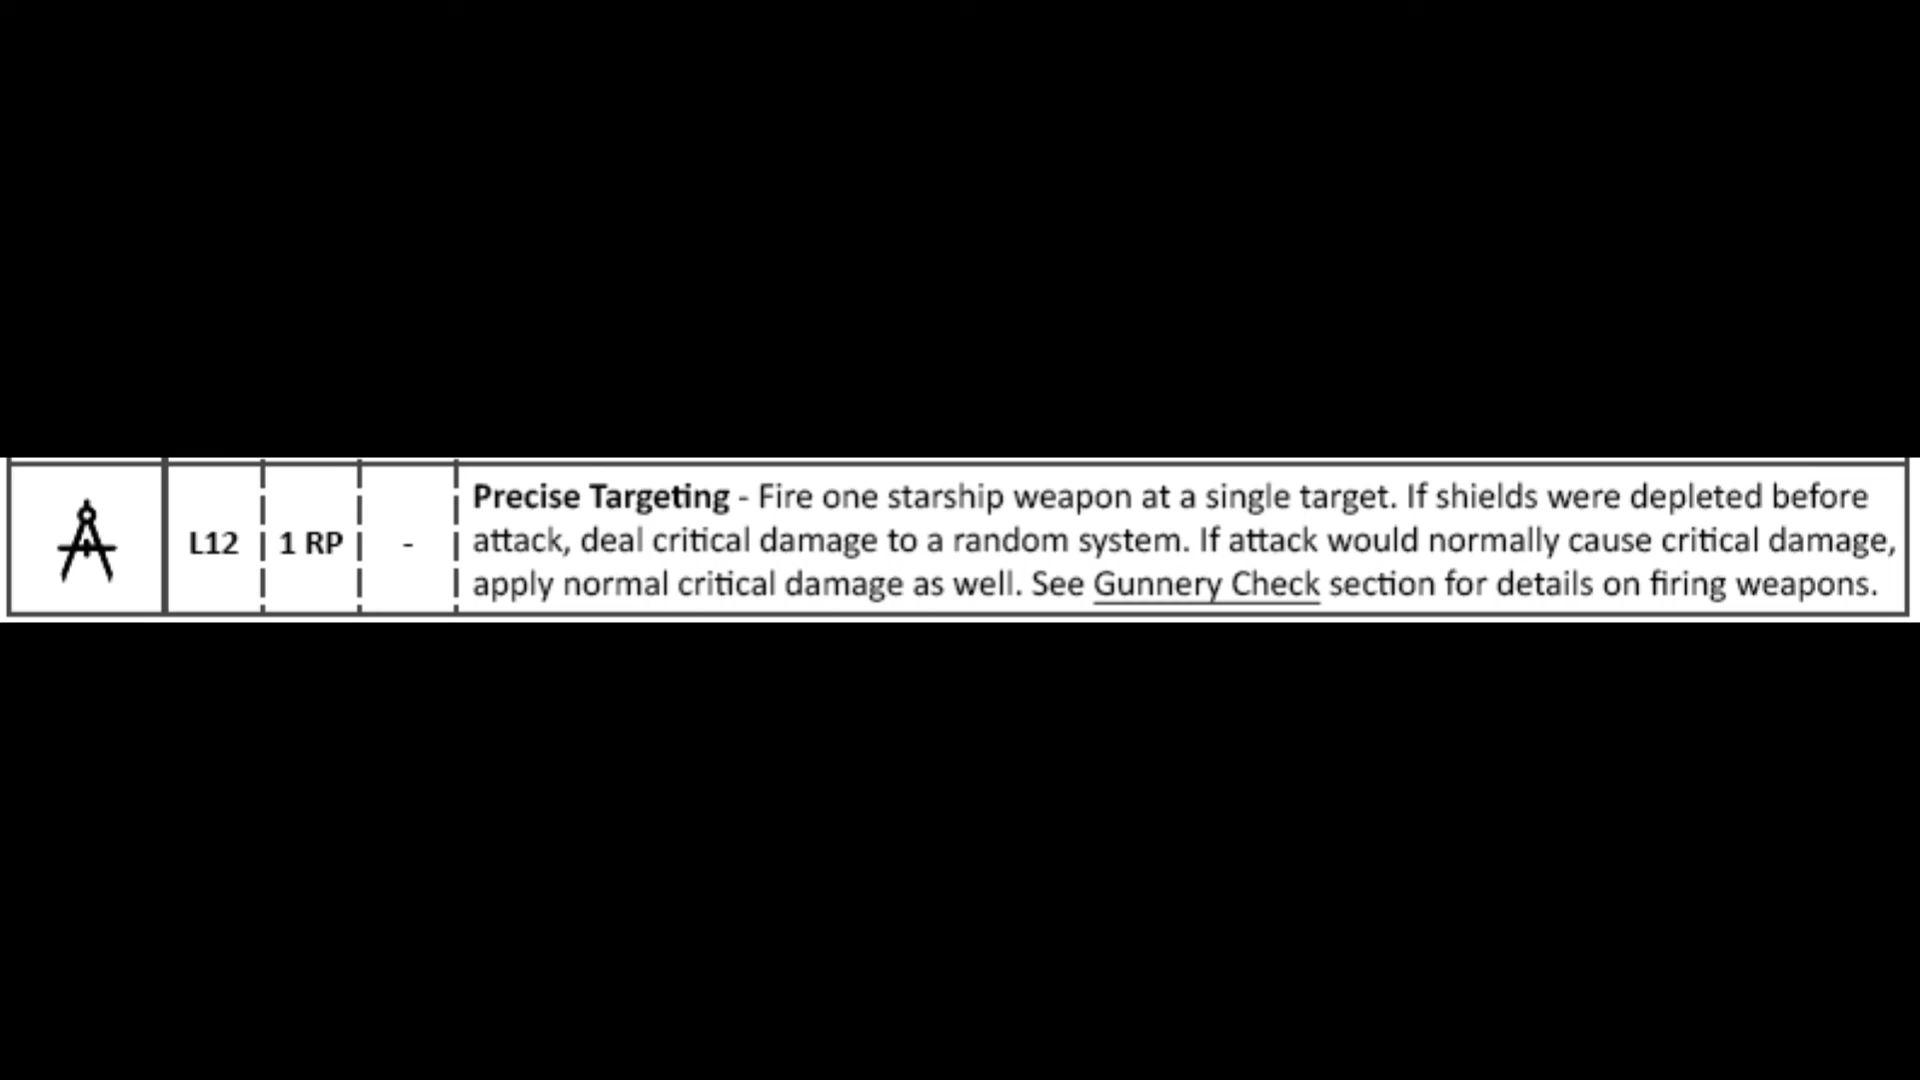 L12 1 RP -
Precise Targeting - Fire one starship weapon at a single target. If shields were depleted before
attack, deal critical damage to a random system. If attack would normally cause critical damage,
apply normal critical damage as well. See Gunnery Check section for details on firing weapons.